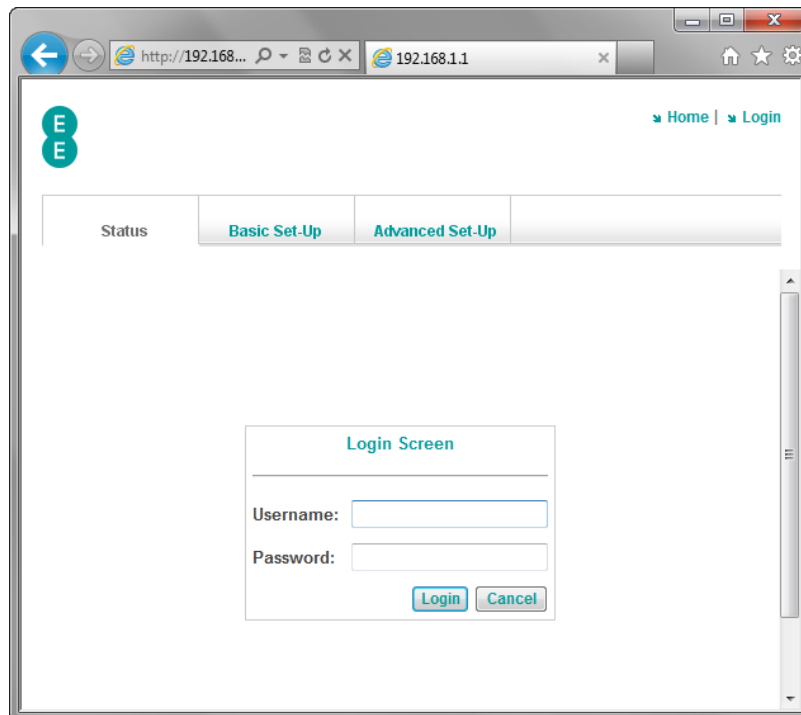 http://192.168... 192.168.1.1
E
E
Home | Login
Status Basic Set-Up Advanced Set-Up
Login Screen
Username:
Password:
Login Cancel